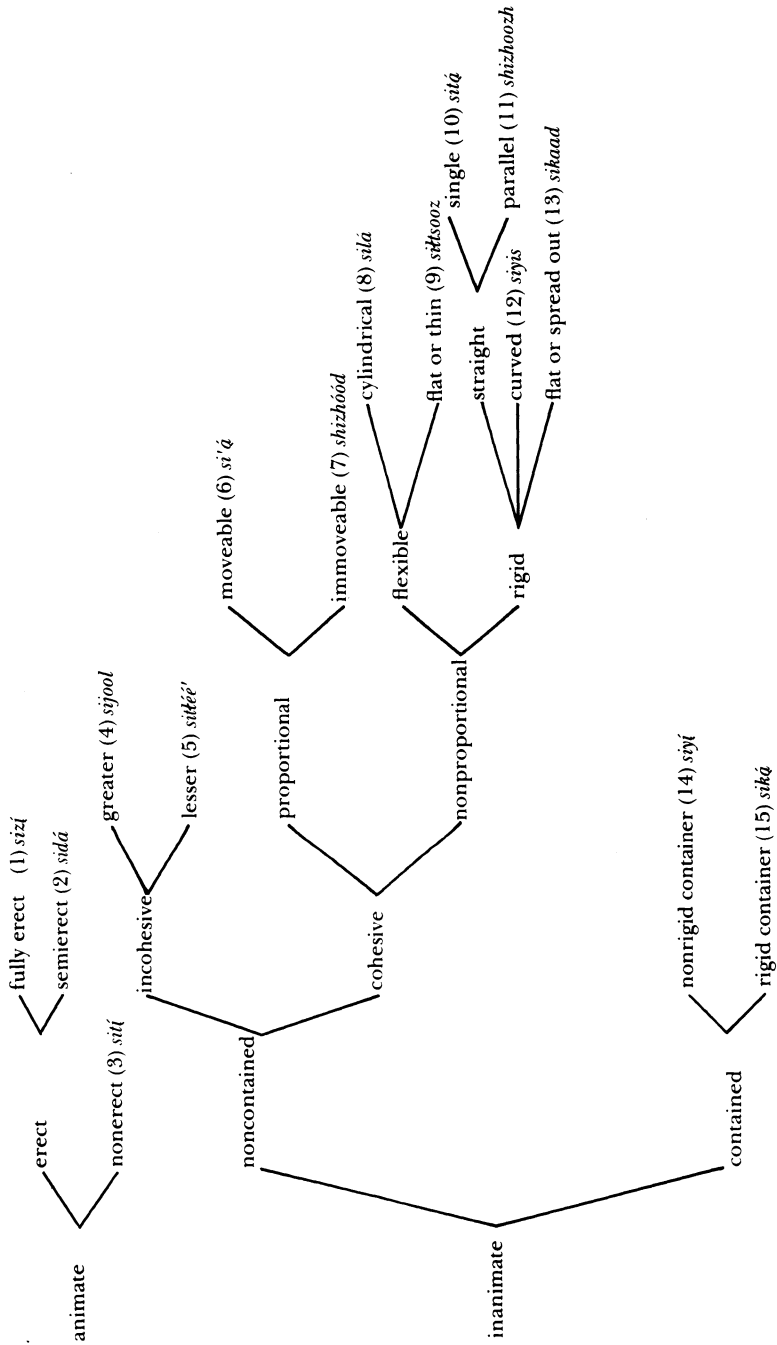 animate
erect
fully erect (1) sizį́
semierect (2) sidá
nonerect (3) sitį́
inanimate
noncontained
incohesive
greater (4) sijool
lesser (5) sitłéé'
cohesive
proportional
moveable (6) si'ą́
immoveable (7) shizhóód
nonproportional
flexible
cylindrical (8) silá
flat or thin (9) siłtsooz
rigid
straight
single (10) sitą́
parallel (11) shizhoozh
curved (12) siyis
flat or spread out (13) sikaad
contained
nonrigid container (14) siyí̜
rigid container (15) siką́